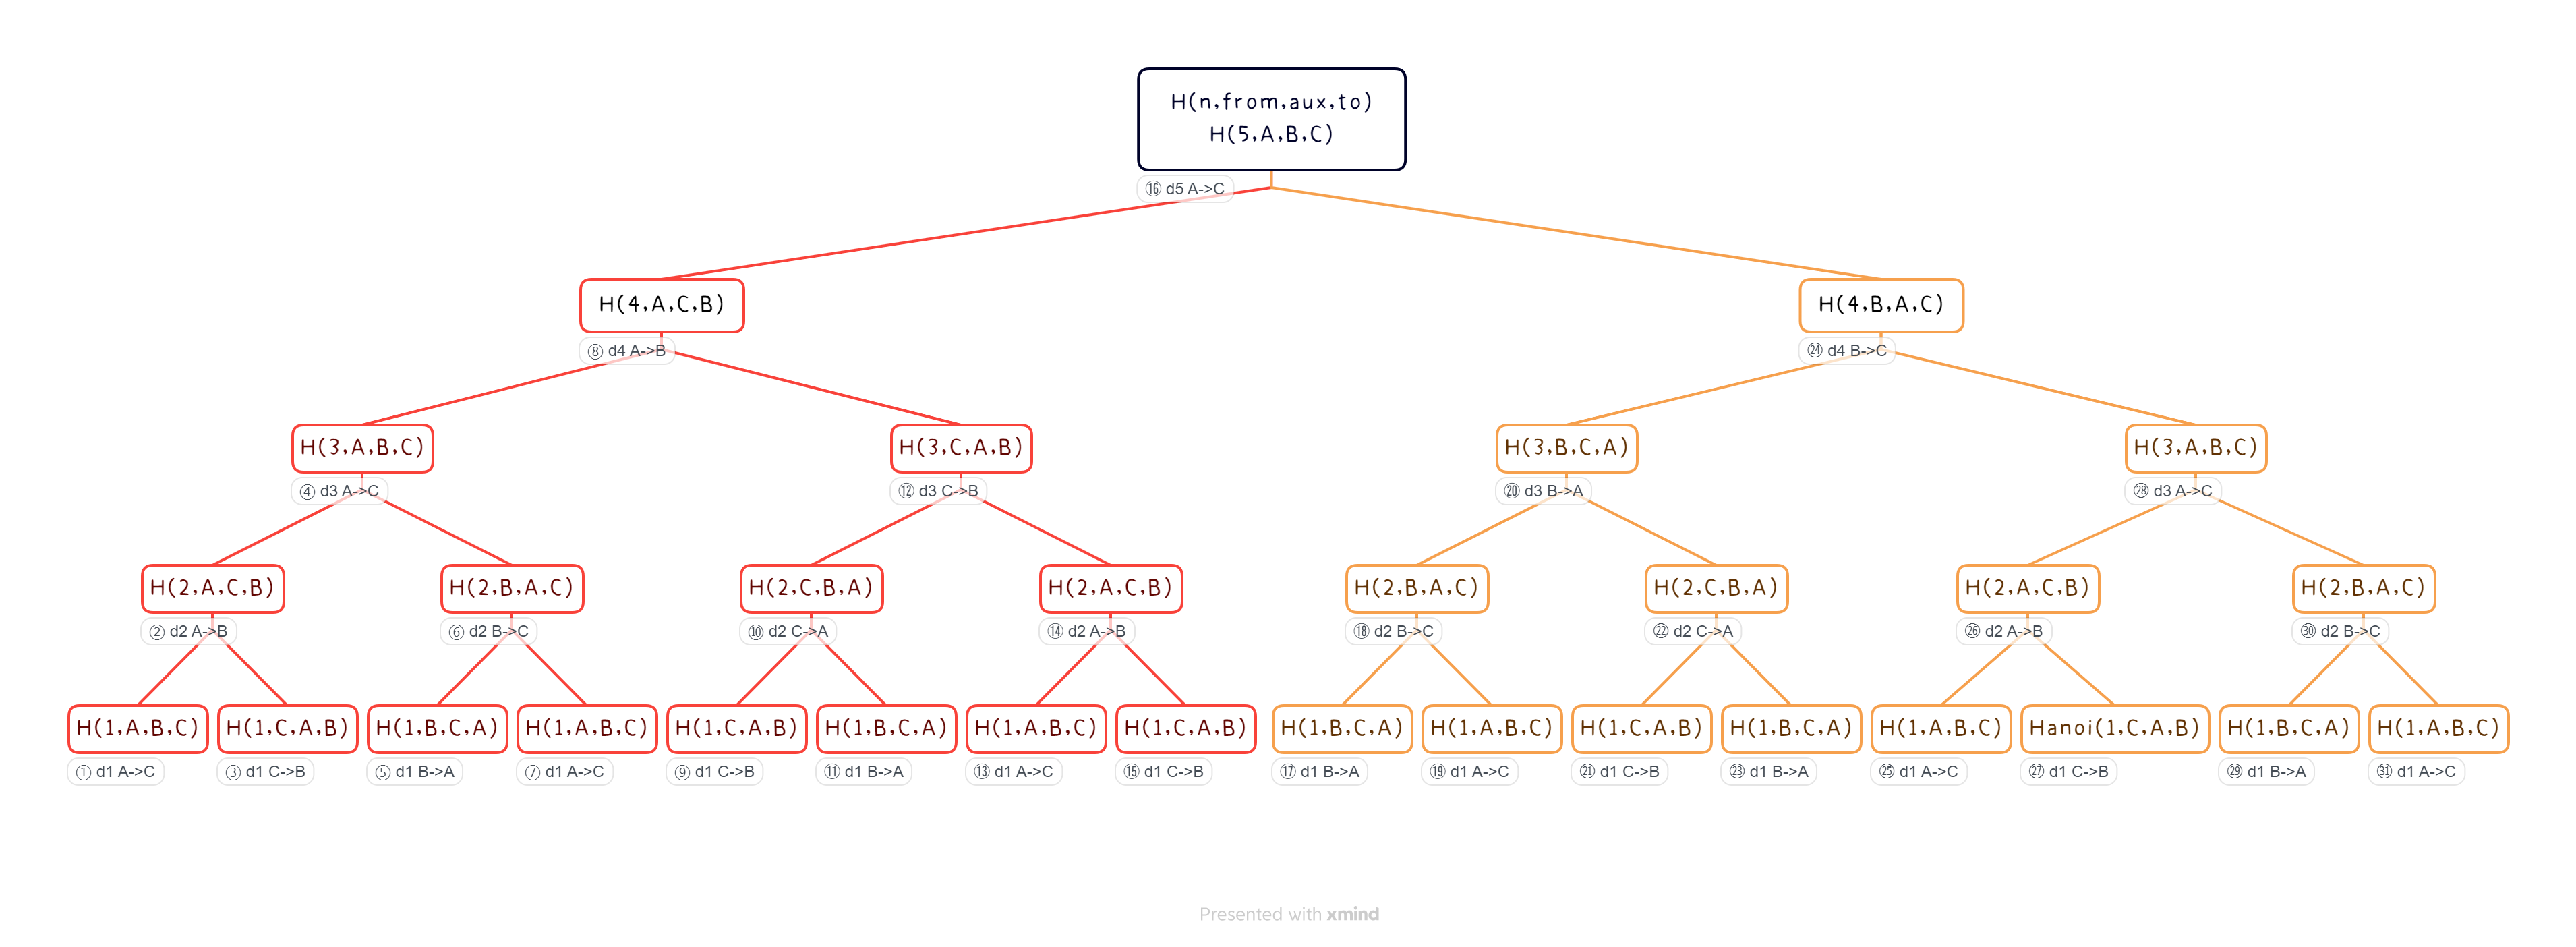 H(n,from,aux,to)
H(5,A,B,C)
⑯ d5 A->C
H(4,A,C,B)
H(4,B,A,C)
⑧ d4 A->B
㉔ d4 B->C
H(3,A,B,C)
H(3,C,A,B)
H(3,B,C,A)
H(3,A,B,C)
④ d3 A->C
⑫ d3 C->B
⑳ d3 B->A
㉘ d3 A->C
H(2,A,C,B)
H(2,B,A,C)
H(2,C,B,A)
H(2,A,C,B)
H(2,B,A,C)
H(2,C,B,A)
H(2,A,C,B)
H(2,B,A,C)
② d2 A->B
⑥ d2 B->C
⑩ d2 C->A
⑭ d2 A->B
⑱ d2 B->C
㉒ d2 C->A
㉖ d2 A->B
㉚ d2 B->C
H(1,A,B,C)
H(1,C,A,B)
H(1,B,C,A)
H(1,A,B,C)
H(1,C,A,B)
H(1,B,C,A)
H(1,A,B,C)
H(1,C,A,B)
H(1,B,C,A)
H(1,A,B,C)
H(1,C,A,B)
H(1,B,C,A)
H(1,A,B,C)
Hanoi(1,C,A,B)
H(1,B,C,A)
H(1,A,B,C)
① d1 A->C
③ d1 C->B
⑤ d1 B->A
⑦ d1 A->C
⑨ d1 C->B
⑪ d1 B->A
⑬ d1 A->C
⑮ d1 C->B
⑰ d1 B->A
⑲ d1 A->C
㉑ d1 C->B
㉓ d1 B->A
㉕ d1 A->C
㉗ d1 C->B
㉙ d1 B->A
㉛ d1 A->C
Presented with xmind